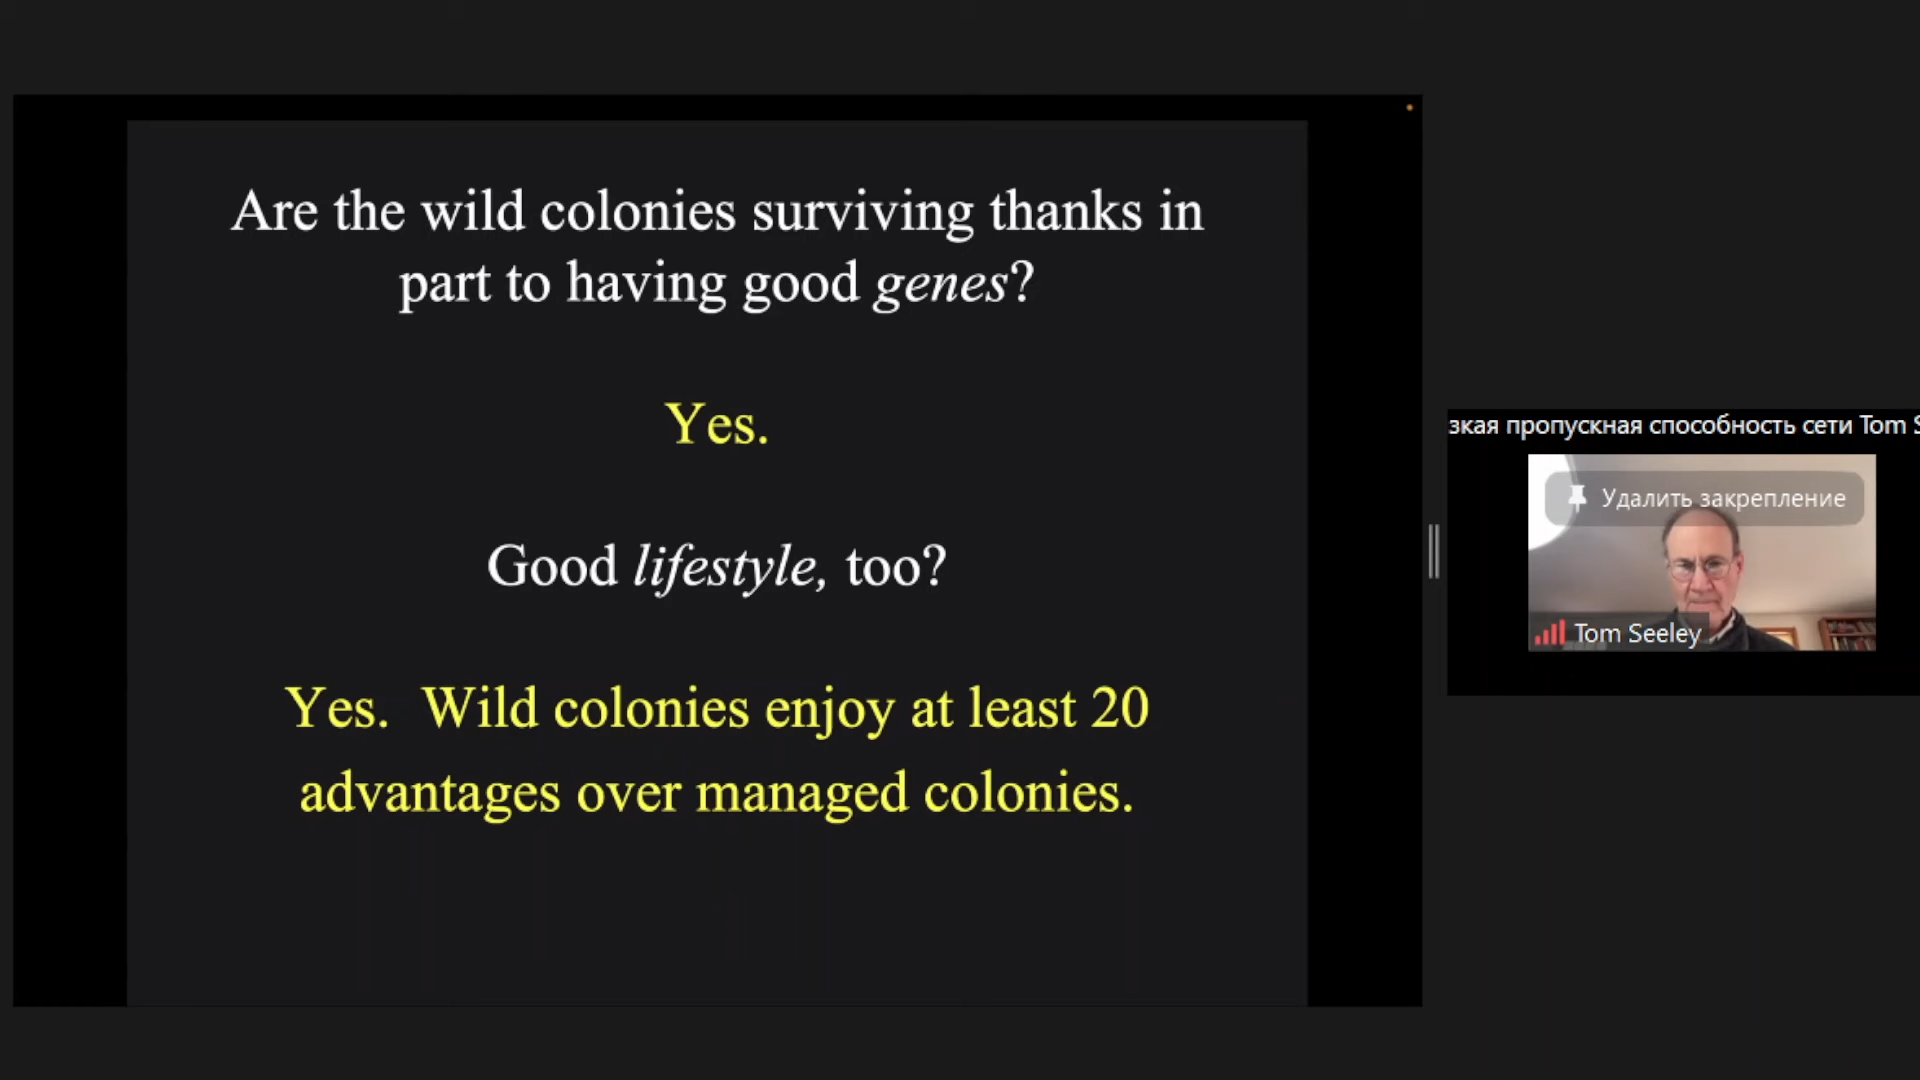 Are the wild colonies surviving thanks in
part to having good genes?
Yes.
Good lifestyle, too?
Yes. Wild colonies enjoy at least 20
advantages over managed colonies.
зкая пропускная способность сети Tom S
Удалить закрепление
Tom Seeley